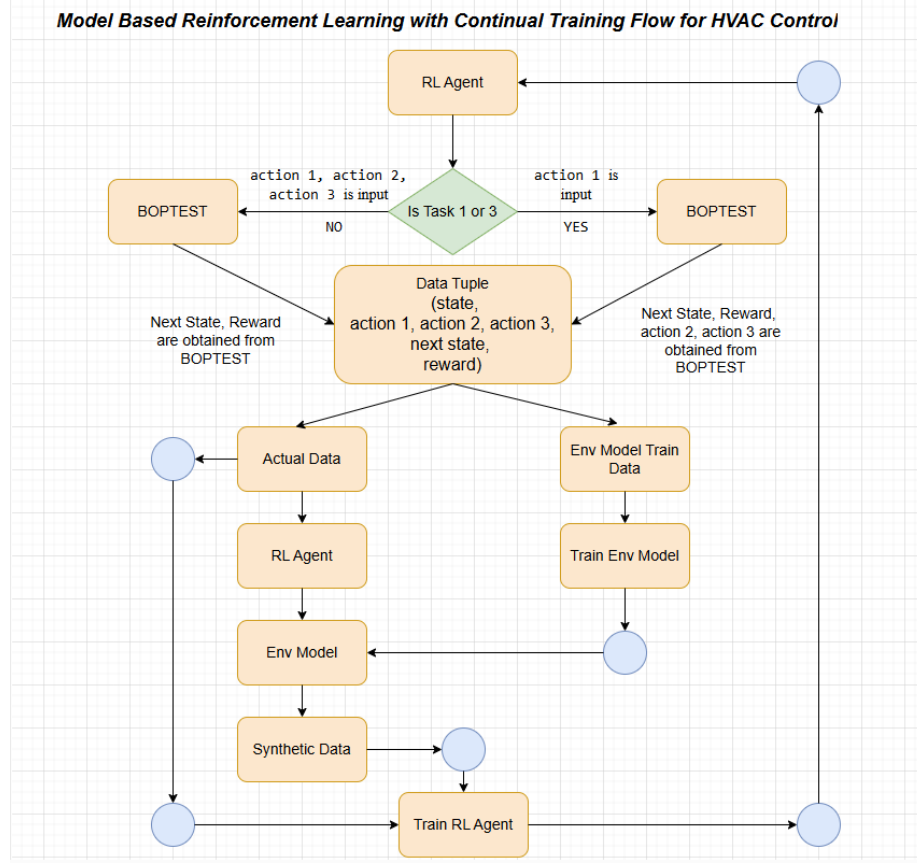 Model Based Reinforcement Learning with Continual Training Flow for HVAC Control
RL Agent
action 1, action 2,
action 3 is input
action 1 is
input
BOPTEST
Is Task 1 or 3
BOPTEST
NO
YES
Data Tuple
(state,
action 1, action 2, action 3,
next state,
reward)
Next State, Reward
are obtained from
BOPTEST
Next State, Reward,
action 2, action 3 are
obtained from
BOPTEST
Actual Data
Env Model Train
Data
RL Agent
Train Env Model
Env Model
Synthetic Data
Train RL Agent